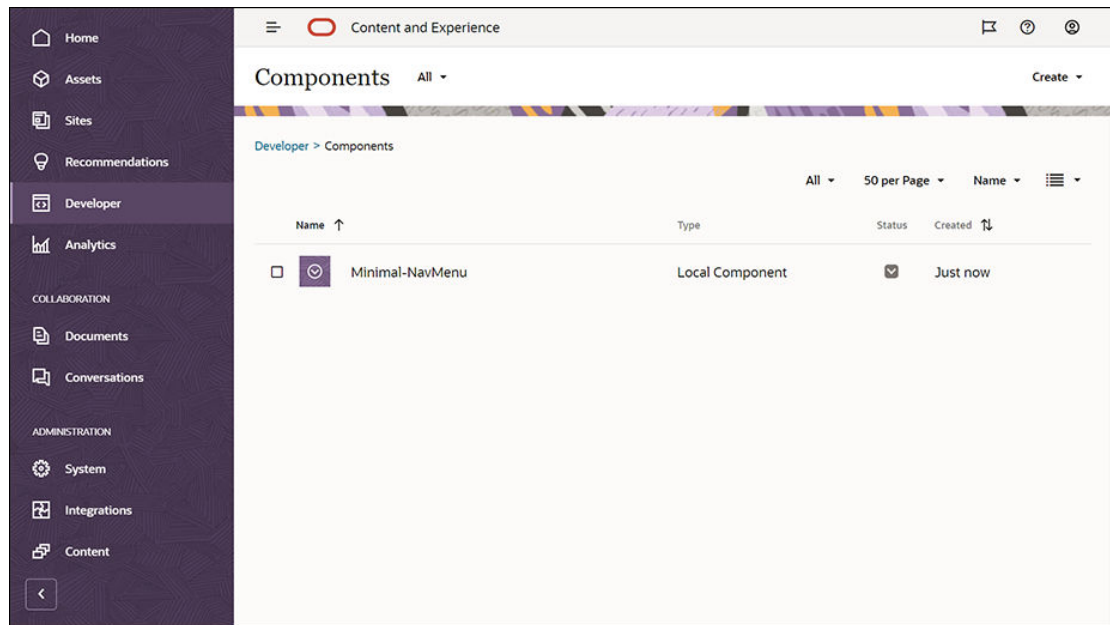 Home
Assets
Sites
Recommendations
Developer
Analytics
COLLABORATION
Documents
Conversations
ADMINISTRATION
System
Integrations
Content
Content and Experience
Components All
Create
Developer > Components
All 50 per Page Name
Name Type Status Created
Minimal-NavMenu Local Component Just now